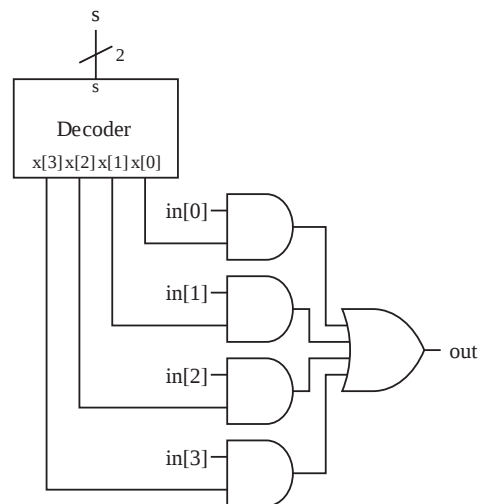 s
2
s
Decoder
x[3] x[2] x[1] x[0]
in[0]
in[1]
out
in[2]
in[3]